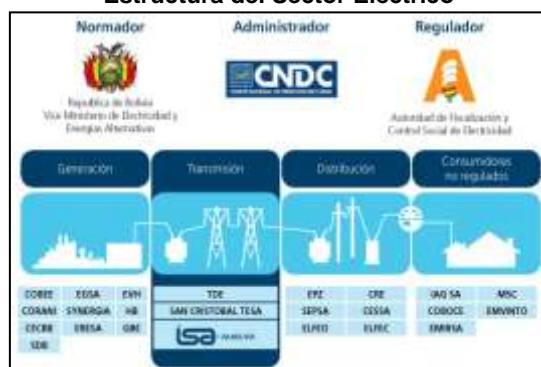 Estructura del Sector Eléctrico
Normador
Administrador
Regulador
CNDC
República de Bolivia
Vice Ministerio de Electricidad y
Energías Alternativas
Autoridad de Fiscalización y
Control Social de Electricidad
Generación
Transmisión
Distribución
Consumidores
no regulados
COBEE EGSA EVH
CORANI SYNERGIA HB
CECBB ERESA GBE
SDB
TDE
SAN CRISTOBAL TESA
isa
EPZ CRE
SEPSA CESSA
ELFEO ELFEC
IAG SA MSC
COBOCE EMVINTO
EMIRSA